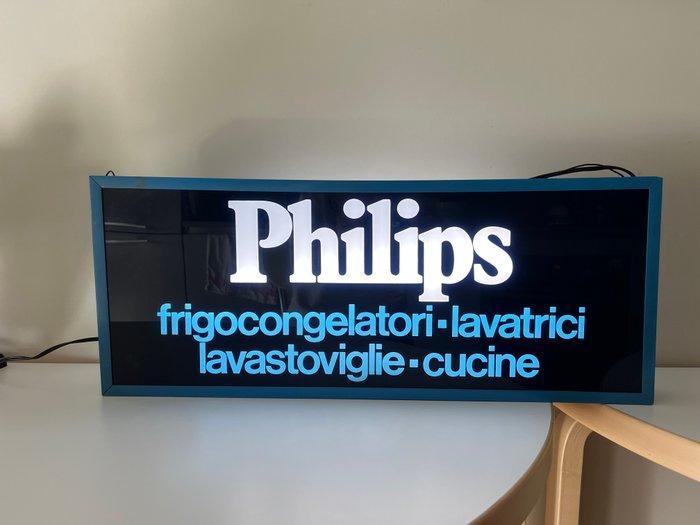 Philips
frigocongelatori▪lavatrici
lavastoviglie▪cucine